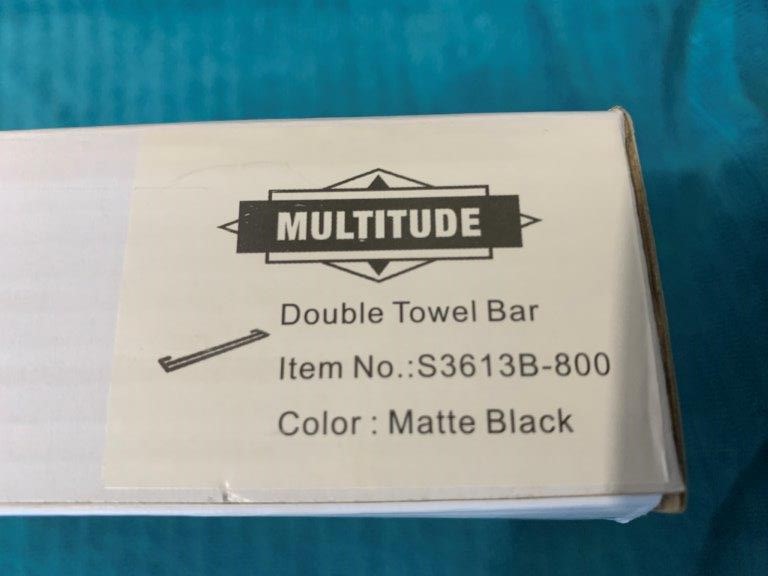 MULTITUDE
Double Towel Bar
Item No.:S3613B-800
Color : Matte Black